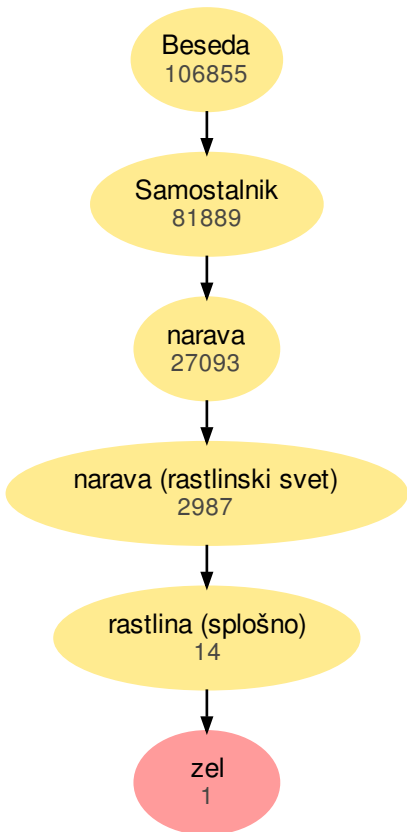 Beseda
106855
Samostalnik
81889
narava
27093
narava (rastlinski svet)
2987
rastlina (splošno)
14
zel
1